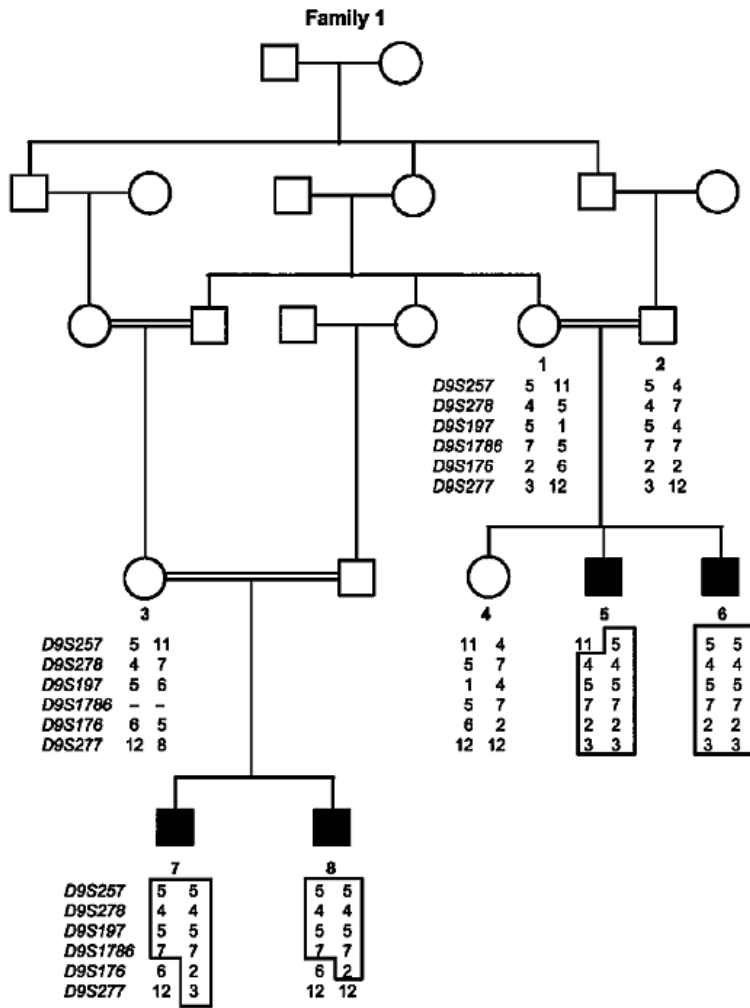 Family 1
1 2
D9S257 5 11 5 4
D9S278 4 5 4 7
D9S197 5 1 5 4
D9S1786 7 5 7 7
D9S176 2 6 2 2
D9S277 3 12 3 12
3 4 5 6
D9S257 5 11 11 4 11 5 5 5
D9S278 4 7 5 7 4 4 4 4
D9S197 5 6 1 4 5 5 5 5
D9S1786 – – 5 7 7 7 7 7
D9S176 6 5 6 2 2 2 2 2
D9S277 12 8 12 12 3 3 3 3
7 8
D9S257 5 5 5 5
D9S278 4 4 4 4
D9S197 5 5 5 5
D9S1786 7 7 7 7
D9S176 6 2 6 2
D9S277 12 3 12 12